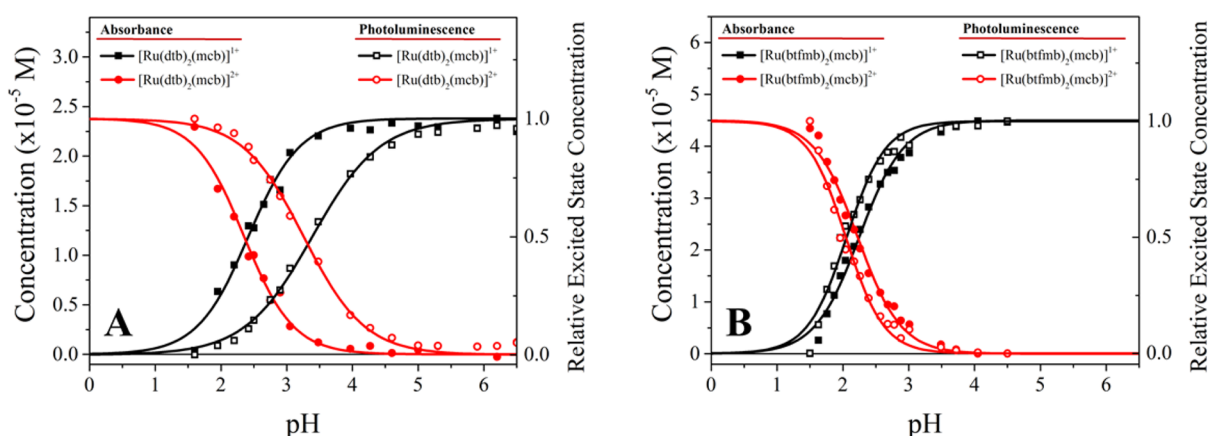 Absorbance Photoluminescence
[Ru(dtb)₂(mcb)]¹⁺ [Ru(dtb)₂(mcb)]¹⁺
[Ru(dtb)₂(mcb)]²⁺ [Ru(dtb)₂(mcb)]²⁺
Concentration (x10⁻⁵ M)
3.0
2.5
2.0
1.5
1.0
0.5
0.0
A
1.0
0.5
0.0
Relative Excited State Concentration
0 1 2 3 4 5 6
pH
Absorbance Photoluminescence
[Ru(btfmb)₂(mcb)]¹⁺ [Ru(btfmb)₂(mcb)]¹⁺
[Ru(btfmb)₂(mcb)]²⁺ [Ru(btfmb)₂(mcb)]²⁺
Concentration (x10⁻⁵ M)
6
5
4
3
2
1
0
B
1.0
0.5
0.0
Relative Excited State Concentration
0 1 2 3 4 5 6
pH